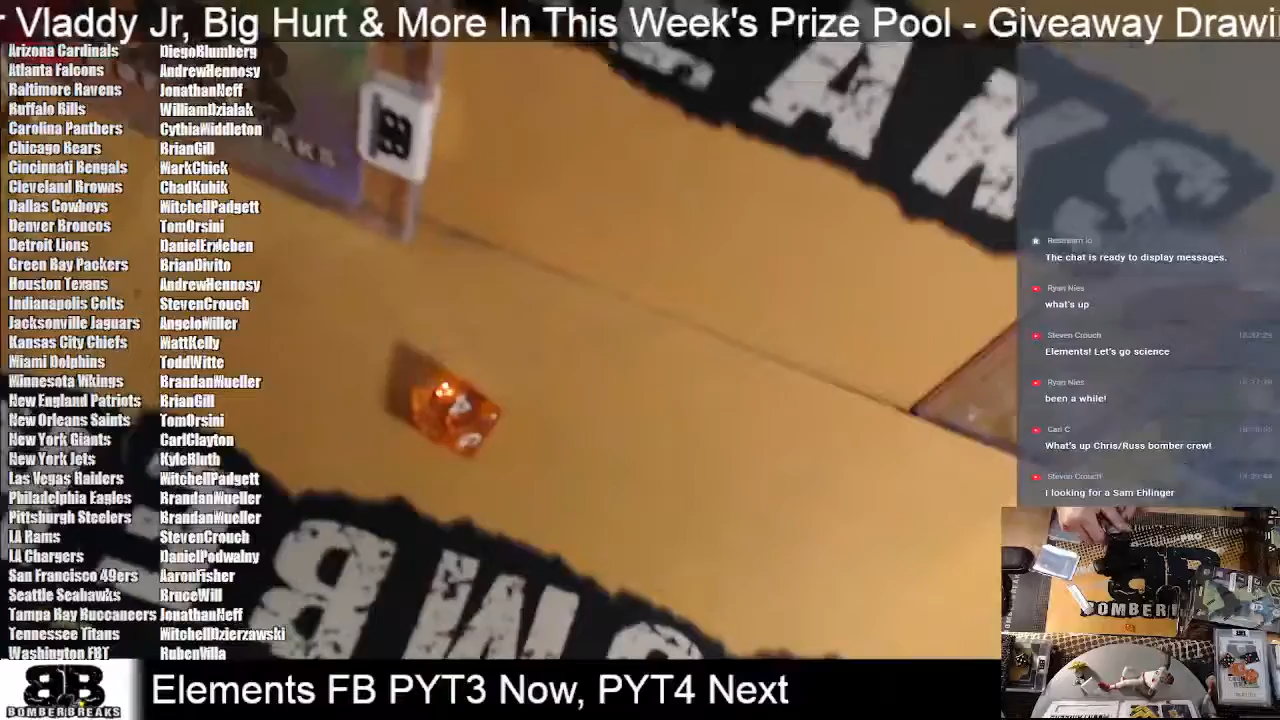 Vladdy Jr, Big Hurt & More In This Week's Prize Pool - Giveaway
Arizona Cardinals DiegoBlumberg
Atlanta Falcons AndrewHennosy
Baltimore Ravens JonathanNeff
Buffalo Bills WilliamDzialak
Carolina Panthers CythiaMiddleton
Chicago Bears BrianGill
Cincinnati Bengals MarkChick
Cleveland Browns ChadKubik
Dallas Cowboys MitchellPadgett
Denver Broncos TomOrsini
Detroit Lions
Green Bay Packers BrianDivito
Houston Texans AndrewHennosy
Indianapolis Colts StevenCrouch
Jacksonville Jaguars AngeloMiller
Kansas City Chiefs MattKelly
Miami Dolphins ToddWitte
Minnesota Vikings BrandanMueller
New England Patriots BrianGill
New Orleans Saints TomOrsini
New York Giants CarlClayton
New York Jets KyleBluth
Las Vegas Raiders MitchellPadgett
Philadelphia Eagles BrandanMueller
Pittsburgh Steelers BrandanMueller
LA Rams StevenCrouch
LA Chargers DanielPodwalny
San Francisco 49ers AaronFisher
Seattle Seahawks BruceWill
Tampa Bay Buccaneers JonathanNeff
Tennessee Titans MitchellDzierzawski
Washington FBT RubenVilla
Restream.io
The chat is ready to display messages.
Ryan Nies
what's up
Steven Crouch
Elements! Let's go science
Ryan Nies
been a while!
Carl C
What's up Chris/Russ bomber crew!
Steven Crouch
I looking for a Sam Ehlinger
BOMBER BREAKS
Elements FB PYT3 Now, PYT4 Next